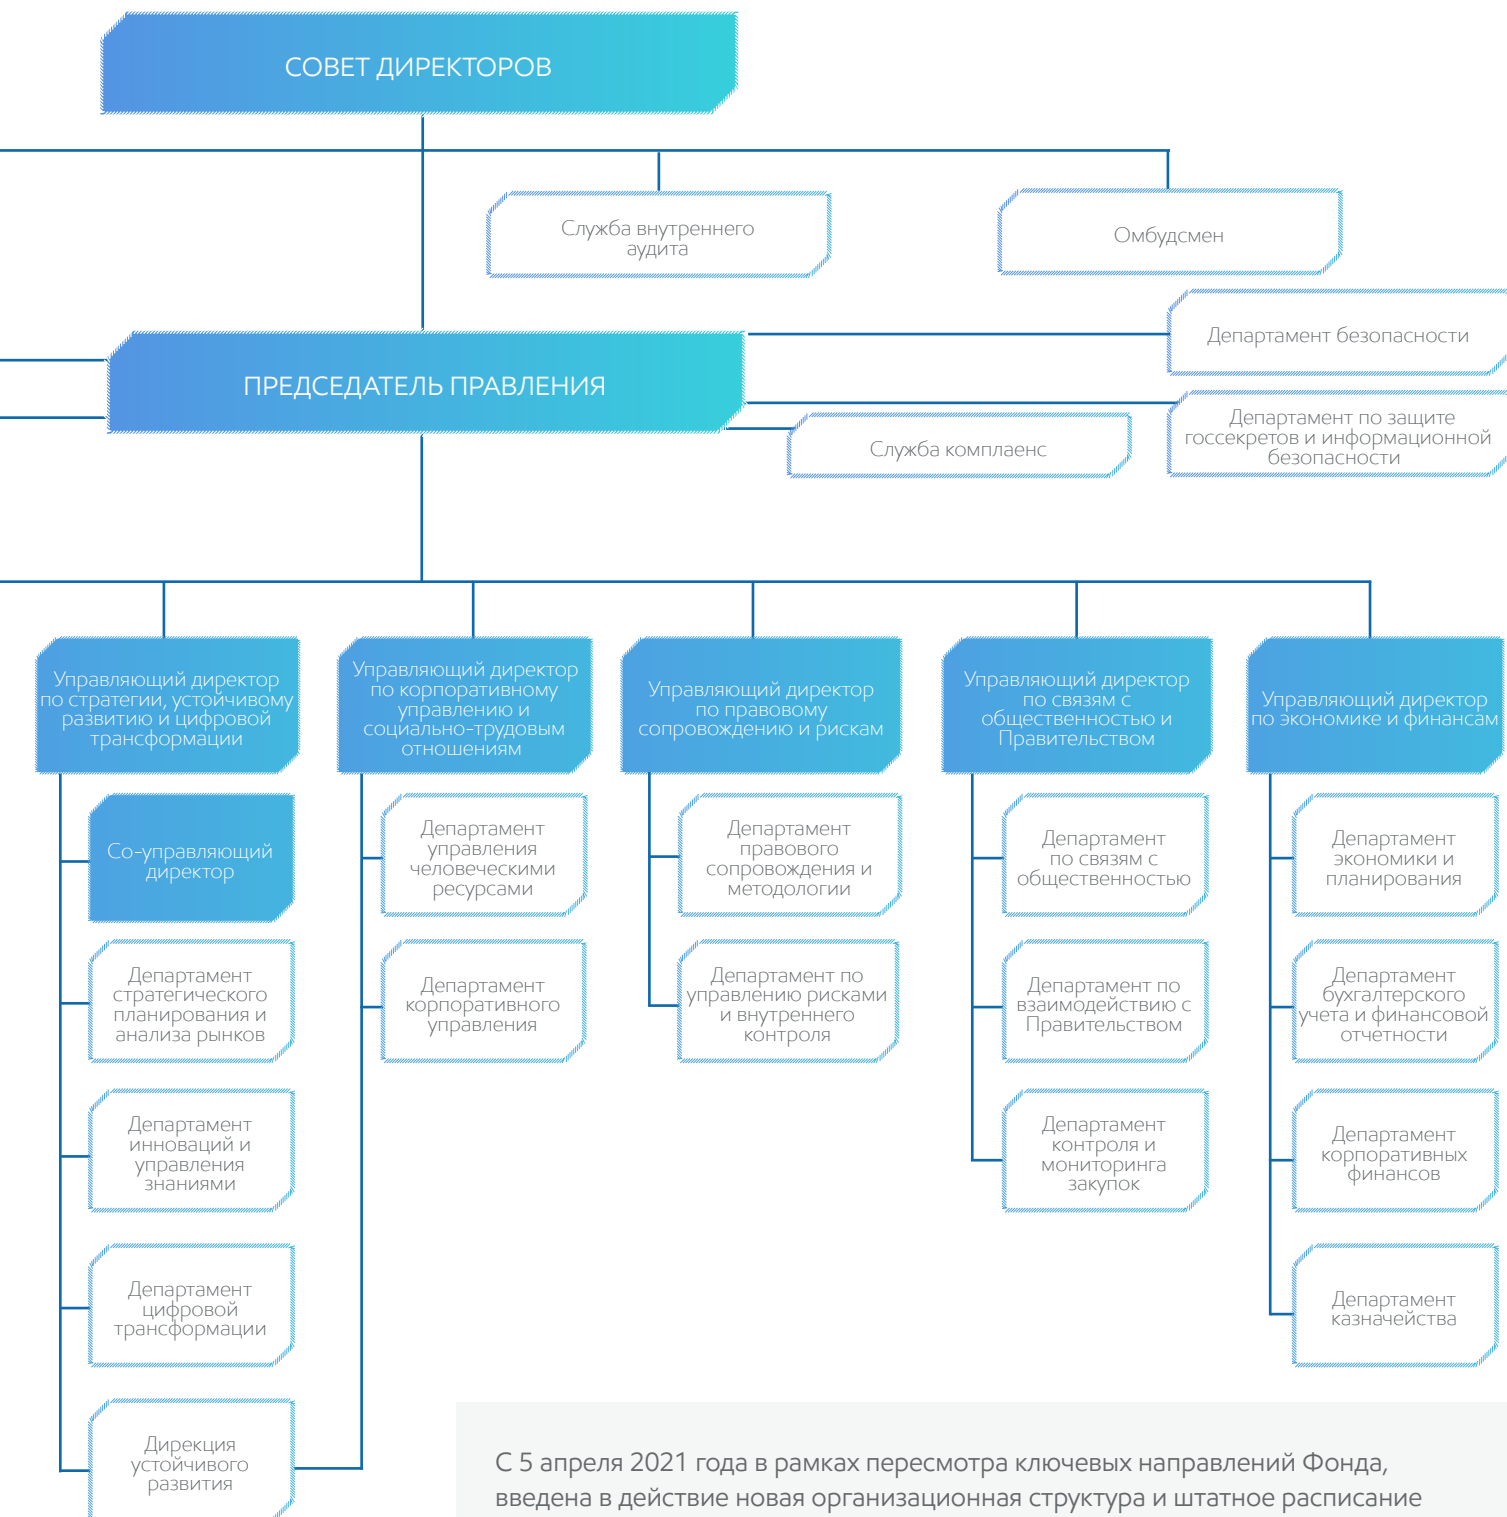 СОВЕТ ДИРЕКТОРОВ
Служба внутреннего
аудита
Омбудсмен
Департамент безопасности
ПРЕДСЕДАТЕЛЬ ПРАВЛЕНИЯ
Департамент по защите
госсекретов и информационной
безопасности
Служба комплаенс
Управляющий директор
по стратегии, устойчивому
развитию и цифровой
трансформации
Управляющий директор
по корпоративному
управлению и
социально-трудовым
отношениям
Управляющий директор
по правовому
сопровождению и рискам
Управляющий директор
по связям с
общественностью и
Правительством
Управляющий директор
по экономике и финансам
Со-управляющий
директор
Департамент
управления
человеческими
ресурсами
Департамент
правового
сопровождения и
методологии
Департамент
по связям с
общественностью
Департамент
экономики и
планирования
Департамент
стратегического
планирования и
анализа рынков
Департамент
корпоративного
управления
Департамент по
управлению рисками
и внутреннего
контроля
Департамент по
взаимодействию с
Правительством
Департамент
бухгалтерского
учета и финансовой
отчетности
Департамент
инноваций и
управления
знаниями
Департамент
контроля и
мониторинга
закупок
Департамент
корпоративных
финансов
Департамент
цифровой
трансформации
Департамент
казначейства
Дирекция
устойчивого
развития
С 5 апреля 2021 года в рамках пересмотра ключевых направлений Фонда,
введена в действие новая организационная структура и штатное расписание